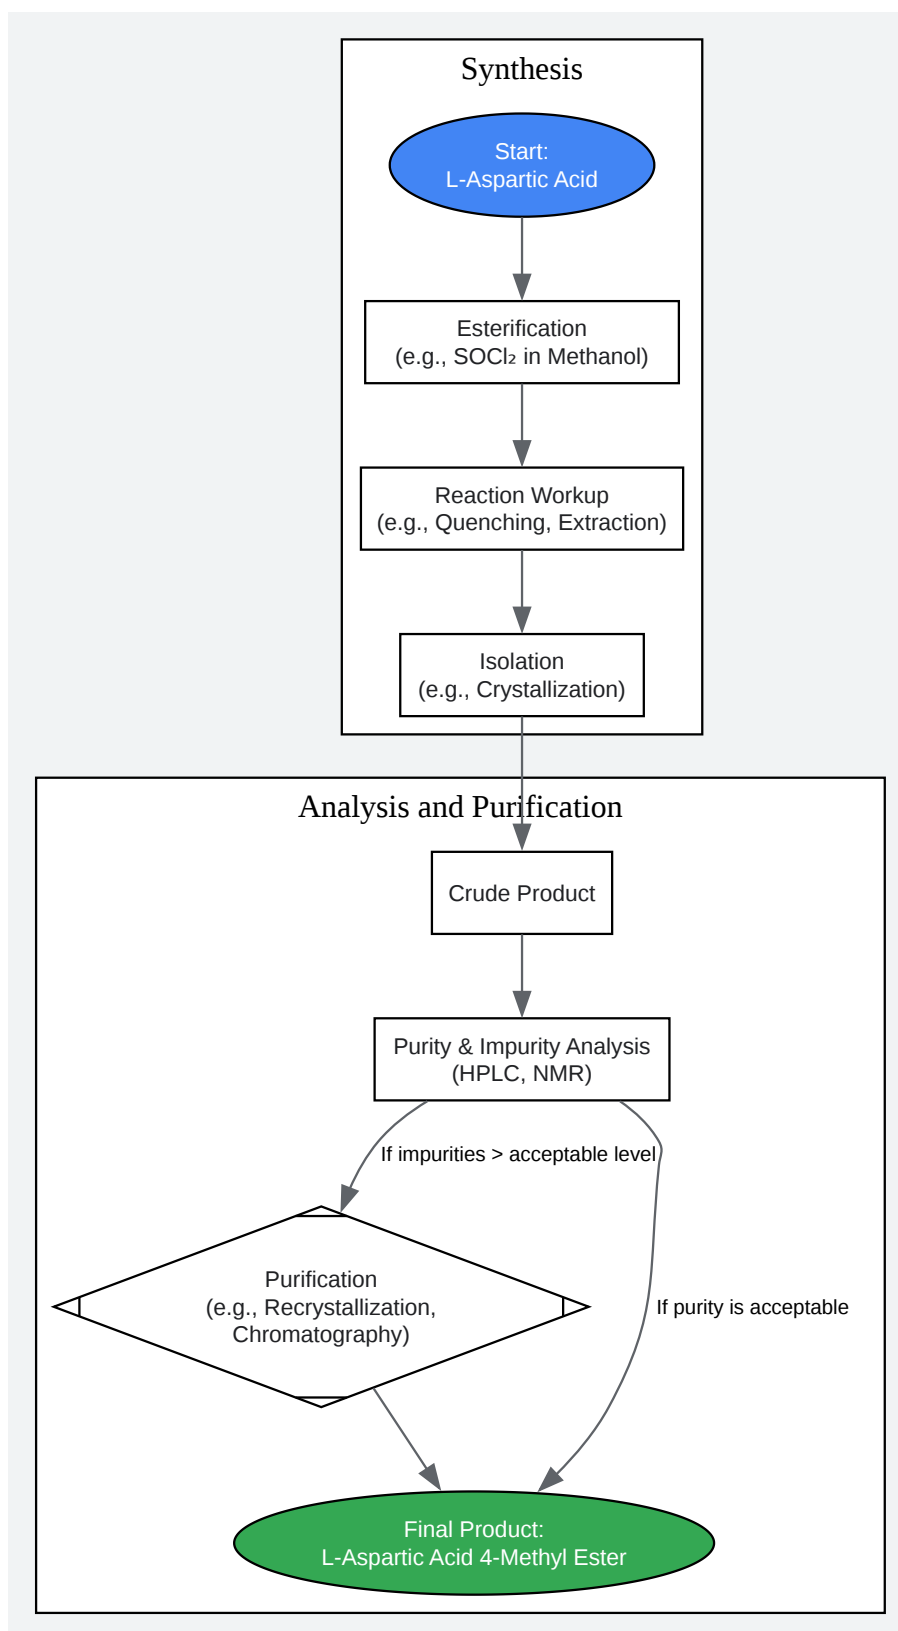 Synthesis
Start:
L-Aspartic Acid
Esterification
(e.g., SOCl₂ in Methanol)
Reaction Workup
(e.g., Quenching, Extraction)
Isolation
(e.g., Crystallization)
Analysis and Purification
Crude Product
Purity & Impurity Analysis
(HPLC, NMR)
If impurities > acceptable level
Purification
(e.g., Recrystallization,
Chromatography)
If purity is acceptable
Final Product:
L-Aspartic Acid 4-Methyl Ester